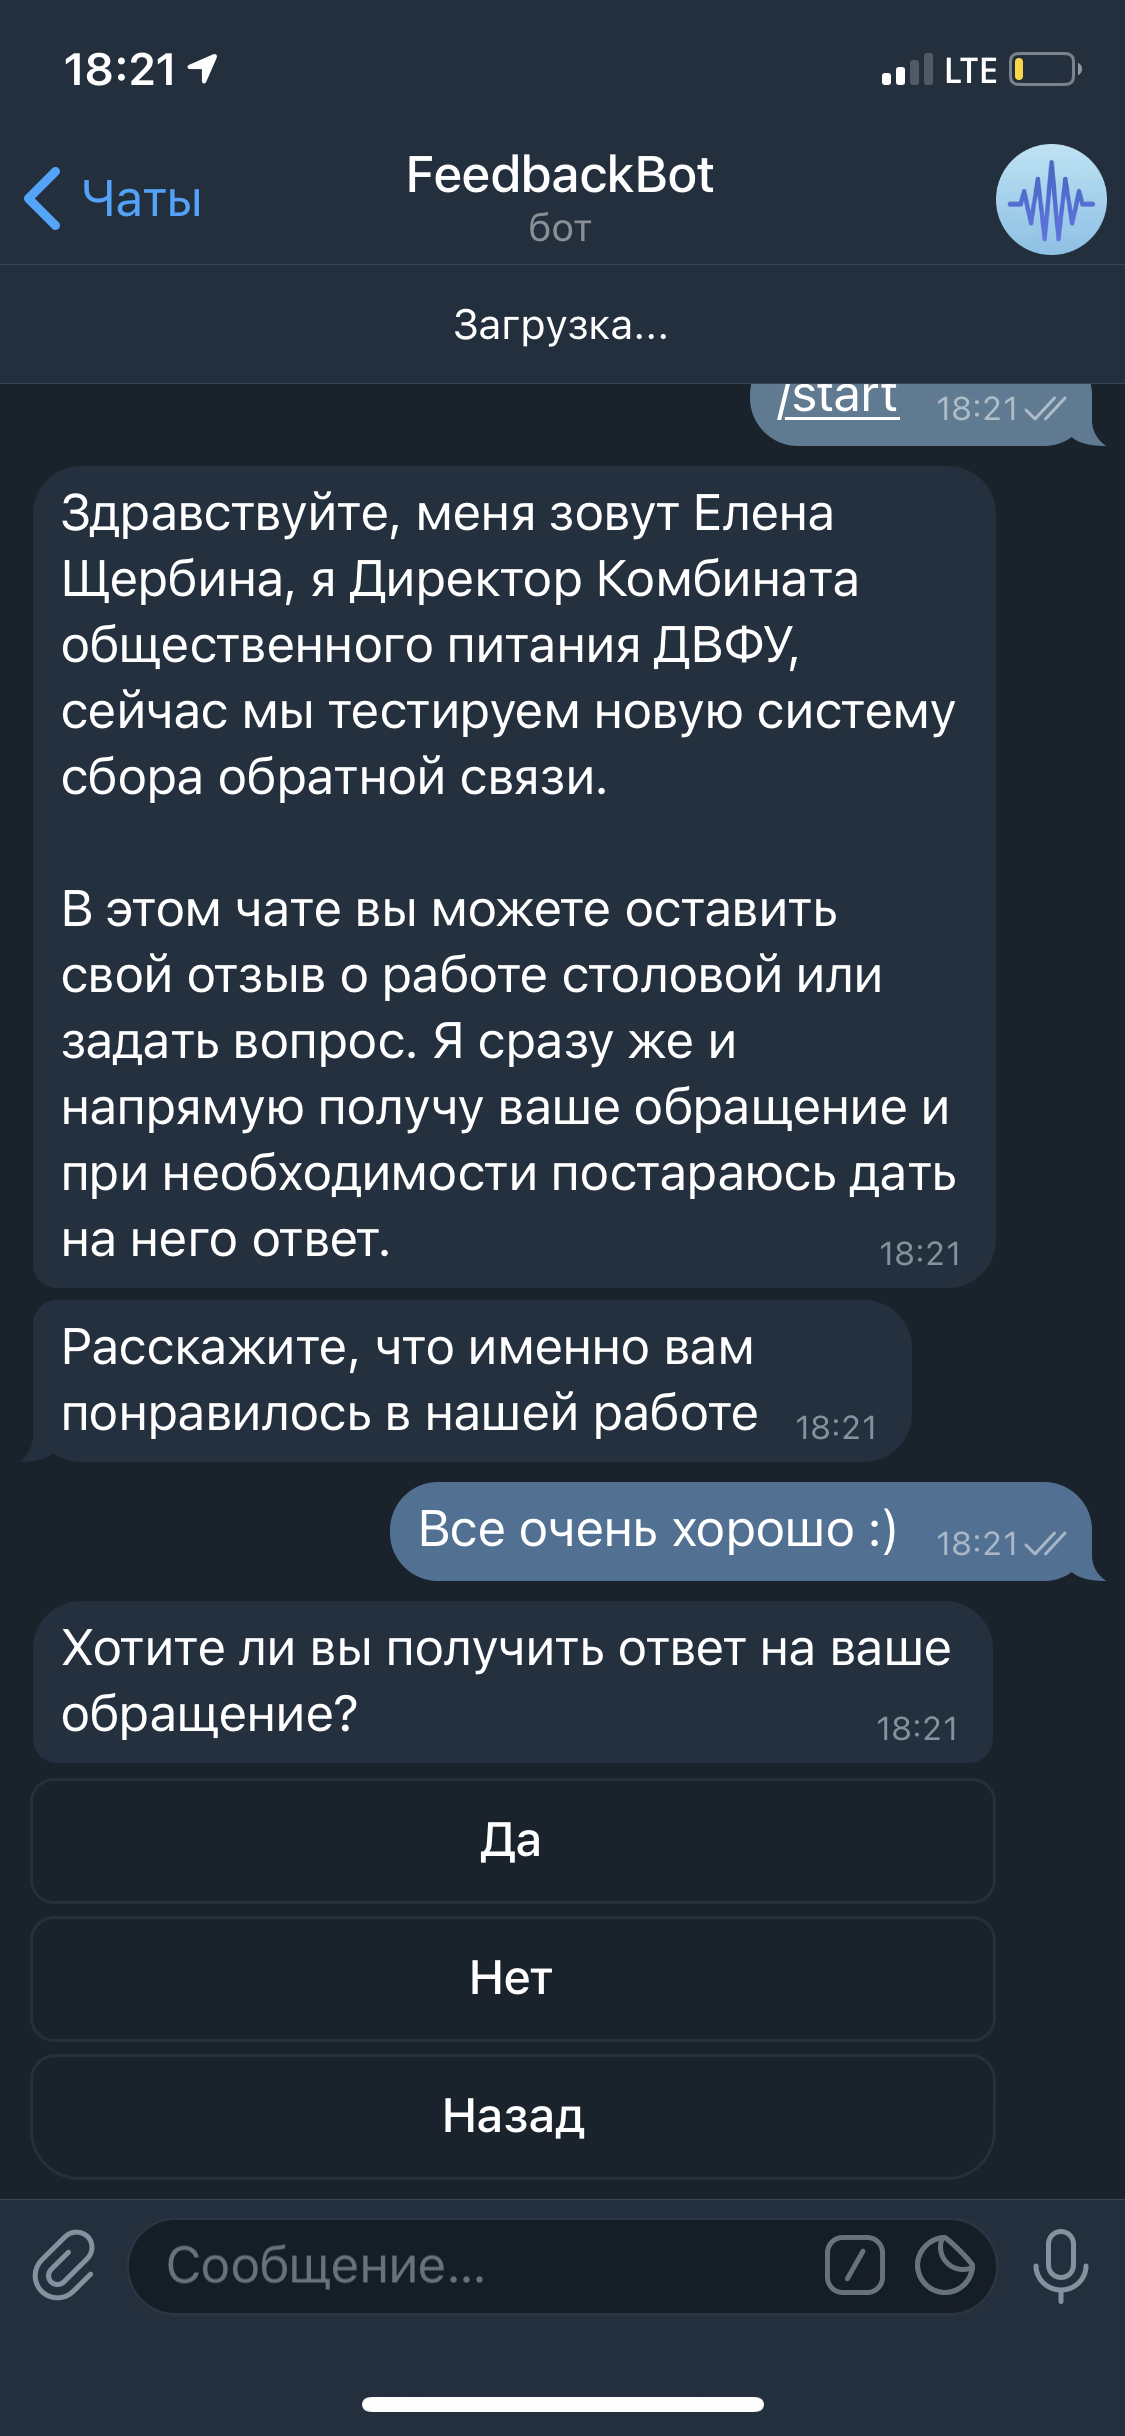 18:21
LTE
Чаты
FeedbackBot
бот
Загрузка...
/start 18:21
Здравствуйте, меня зовут Елена
Щербина, я Директор Комбината
общественного питания ДВФУ,
сейчас мы тестируем новую систему
сбора обратной связи.
В этом чате вы можете оставить
свой отзыв о работе столовой или
задать вопрос. Я сразу же и
напрямую получу ваше обращение и
при необходимости постараюсь дать
на него ответ.
18:21
Расскажите, что именно вам
понравилось в нашей работе 18:21
Все очень хорошо :) 18:21
Хотите ли вы получить ответ на ваше
обращение?
18:21
Да
Нет
Назад
Сообщение...